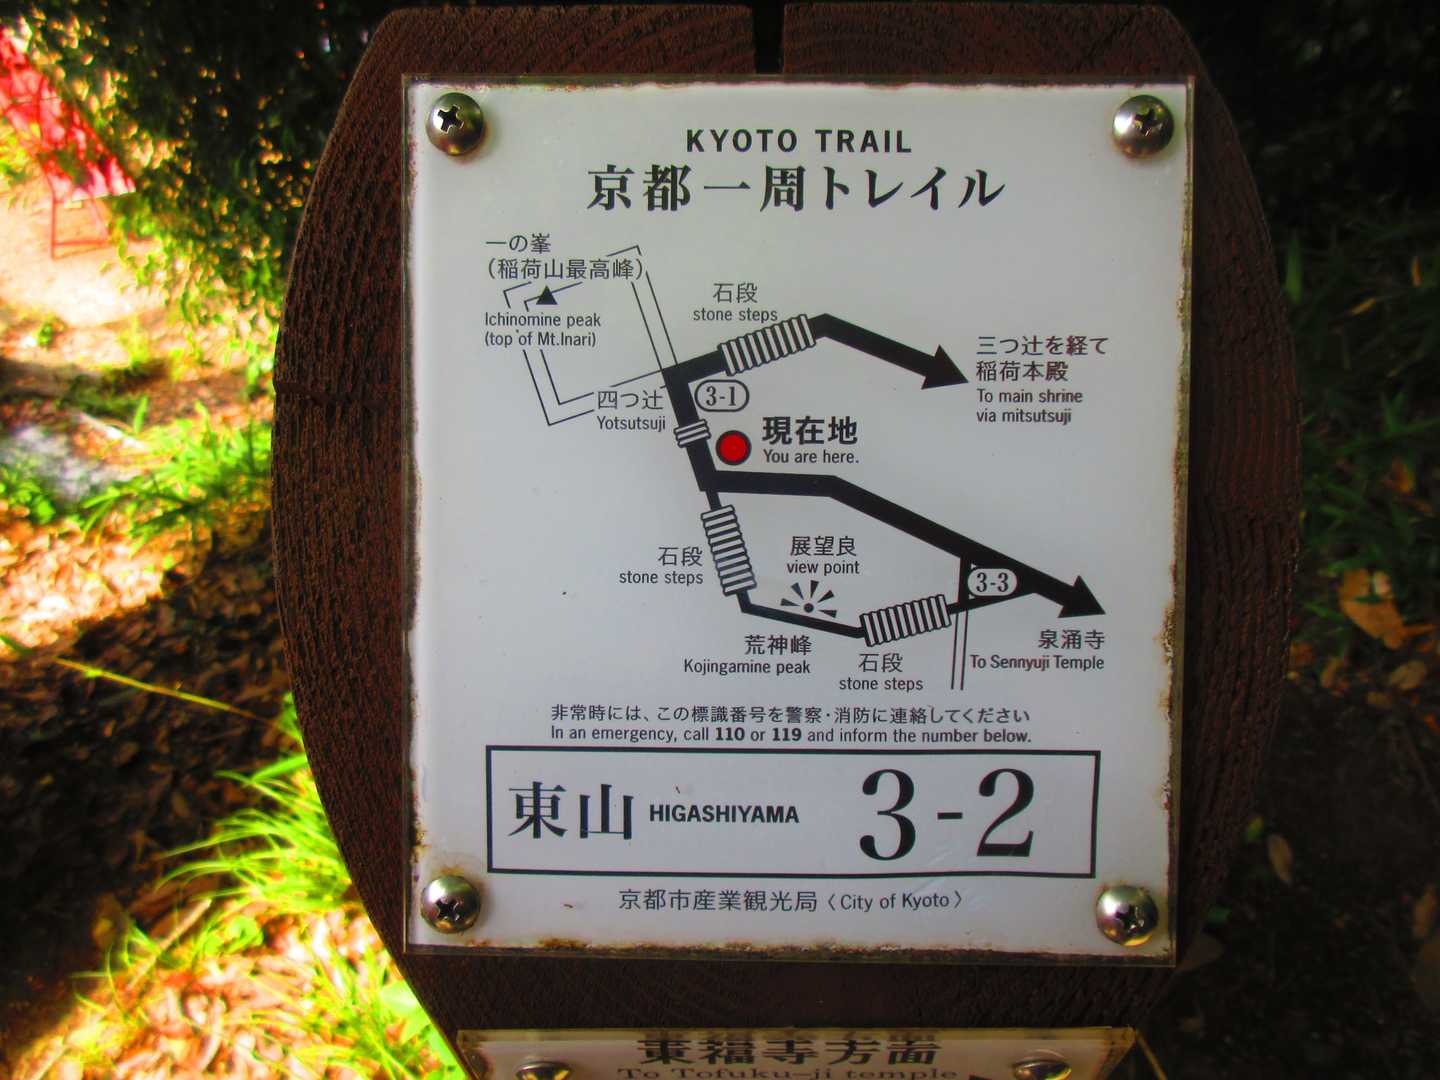 KYOTO TRAIL
京都一周トレイル
一の峯
(稲荷山最高峰)
Ichinomine peak
(top of Mt.Inari)
石段
stone steps
三つ辻を経て
稲荷本殿
To main shrine
via mitsutsuji
四つ辻
Yotsutsuji
3-1
現在地
You are here.
石段
stone steps
展望良
view point
3-3
荒神峰
Kojingamine peak
石段
stone steps
泉涌寺
To Sennyuji Temple
非常時には、この標識番号を警察・消防に連絡してください
In an emergency, call 110 or 119 and inform the number below.
東山 HIGASHIYAMA 3-2
京都市産業観光局〈City of Kyoto〉
東福寺方面
To Tofuku-ji temple